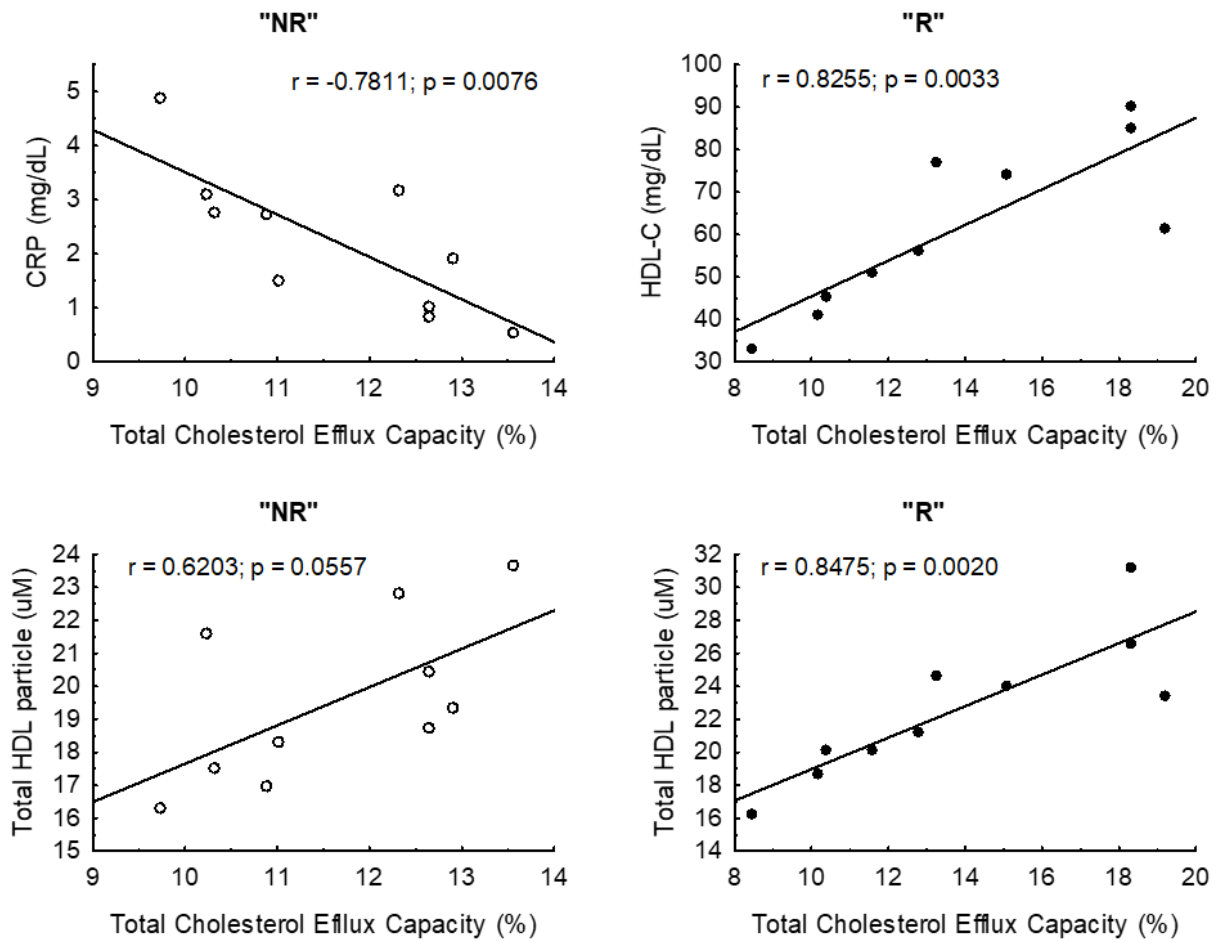 "NR"
r = -0.7811; p = 0.0076
CRP (mg/dL)
5
4
3
2
1
0
9 10 11 12 13 14
Total Cholesterol Efflux Capacity (%)
"R"
r = 0.8255; p = 0.0033
HDL-C (mg/dL)
100
90
80
70
60
50
40
30
8 10 12 14 16 18 20
Total Cholesterol Efflux Capacity (%)
"NR"
r = 0.6203; p = 0.0557
Total HDL particle (uM)
24
23
22
21
20
19
18
17
16
15
9 10 11 12 13 14
Total Cholesterol Efflux Capacity (%)
"R"
r = 0.8475; p = 0.0020
Total HDL particle (uM)
32
30
28
26
24
22
20
18
16
14
8 10 12 14 16 18 20
Total Cholesterol Efflux Capacity (%)